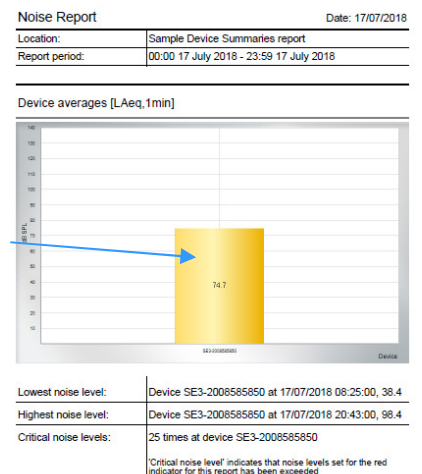 Noise Report
Date: 17/07/2018
Location: Sample Device Summaries report
Report period: 00:00 17 July 2018 - 23:59 17 July 2018
Device averages [LAeq,1min]
140
130
120
110
100
90
80
70
60
50
40
30
20
10
dB SPL
74.7
SE3-2008585850
Device
Lowest noise level: Device SE3-2008585850 at 17/07/2018 08:25:00, 38.4
Highest noise level: Device SE3-2008585850 at 17/07/2018 20:43:00, 98.4
Critical noise levels: 25 times at device SE3-2008585850
'Critical noise level' indicates that noise levels set for the red
indicator for this report has been exceeded